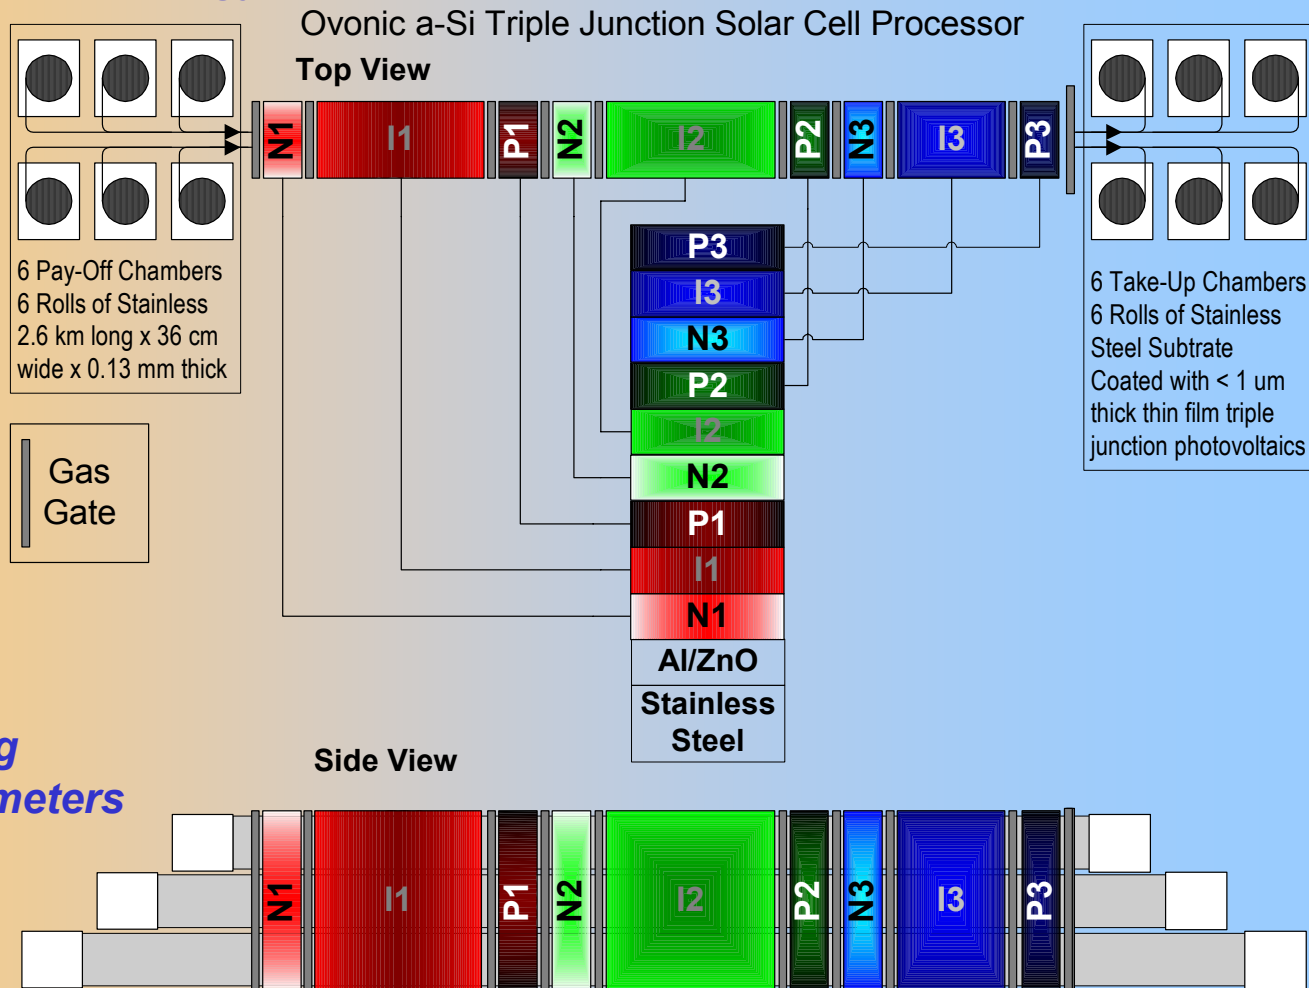 Ovonic a-Si Triple Junction Solar Cell Processor
Top View
N1 I1 P1 N2 I2 P2 N3 I3 P3
6 Pay-Off Chambers
6 Rolls of Stainless
2.6 km long x 36 cm
wide x 0.13 mm thick
6 Take-Up Chambers
6 Rolls of Stainless
Steel Subtrate
Coated with < 1 um
thick thin film triple
junction photovoltaics
Gas
Gate
P3
I3
N3
P2
I2
N2
P1
I1
N1
Al/ZnO
Stainless
Steel
Side View
N1 I1 P1 N2 I2 P2 N3 I3 P3